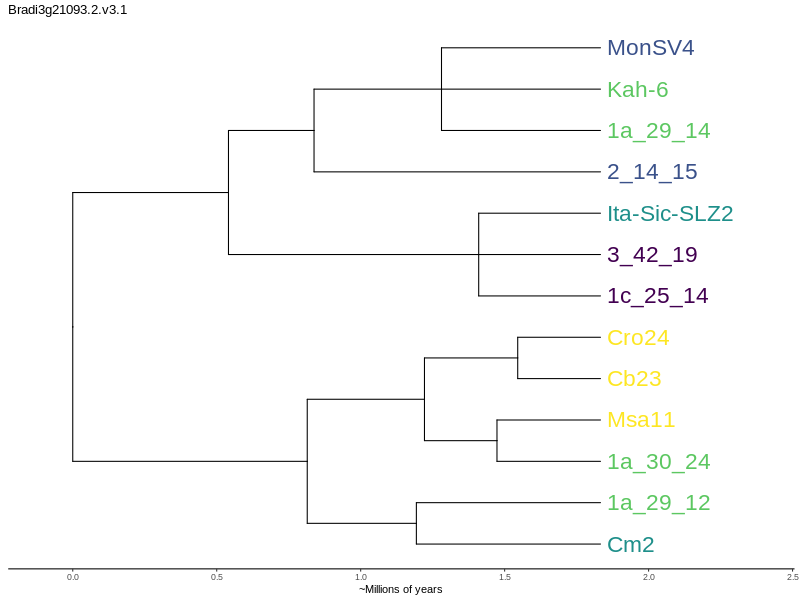 Bradi3g21093.2.v3.1
MonSV4
Kah-6
1a_29_14
2_14_15
Ita-Sic-SLZ2
3_42_19
1c_25_14
Cro24
Cb23
Msa11
1a_30_24
1a_29_12
Cm2
0.0 0.5 1.0 1.5 2.0 2.5
~Millions of years